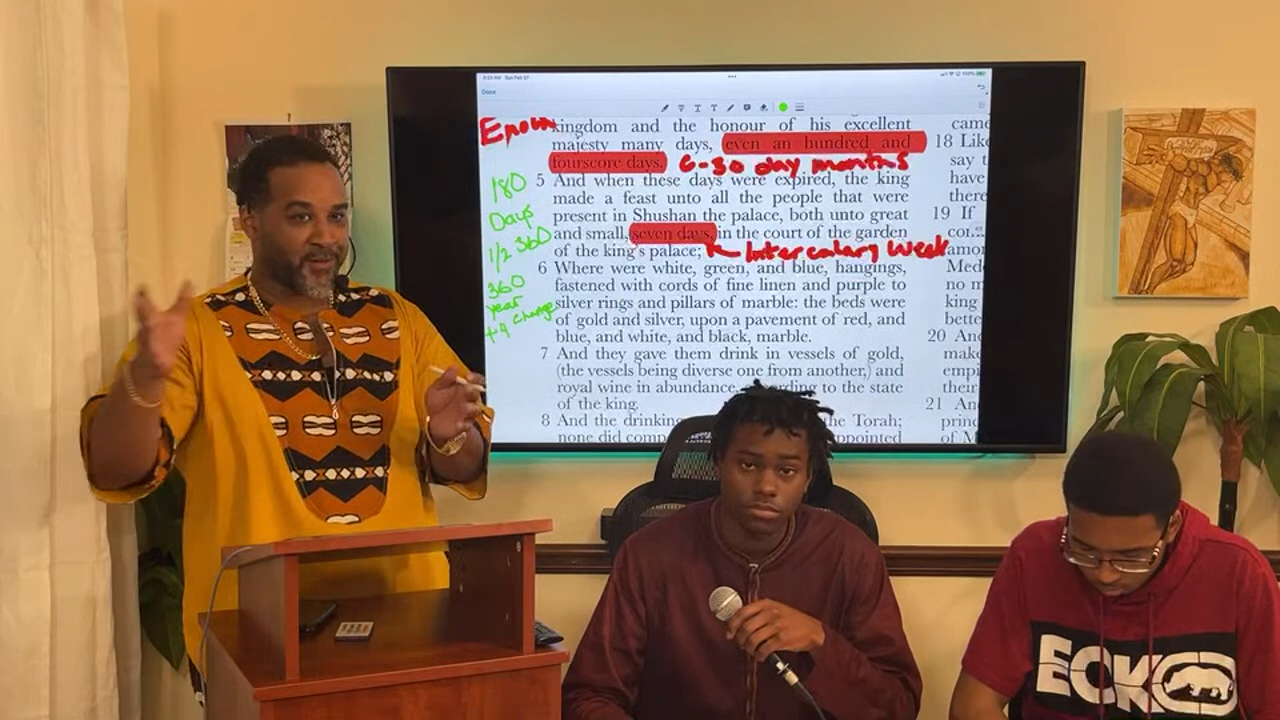 Done
Enoch
180
Days
1/2 360
360
year
+4 Change
kingdom and the honour of his excellent
majesty many days, even an hundred and
fourscore days. 6-30 day months
5 And when these days were expired, the king
made a feast unto all the people that were
present in Shushan the palace, both unto great
and small, seven days, in the court of the garden
of the king's palace; Intercalary Week
6 Where were white, green, and blue, hangings,
fastened with cords of fine linen and purple to
silver rings and pillars of marble: the beds were
of gold and silver, upon a pavement of red, and
blue, and white, and black, marble.
7 And they gave them drink in vessels of gold,
(the vessels being diverse one from another,) and
royal wine in abundance, according to the state
of the king.
8 And the drinking the Torah;
none did comp appointed
came
18 Like
say t
have
there
19 If
amon
Med
no m
king
bette
20 And
make
empi
their
21 And
princ
of M
ECKO